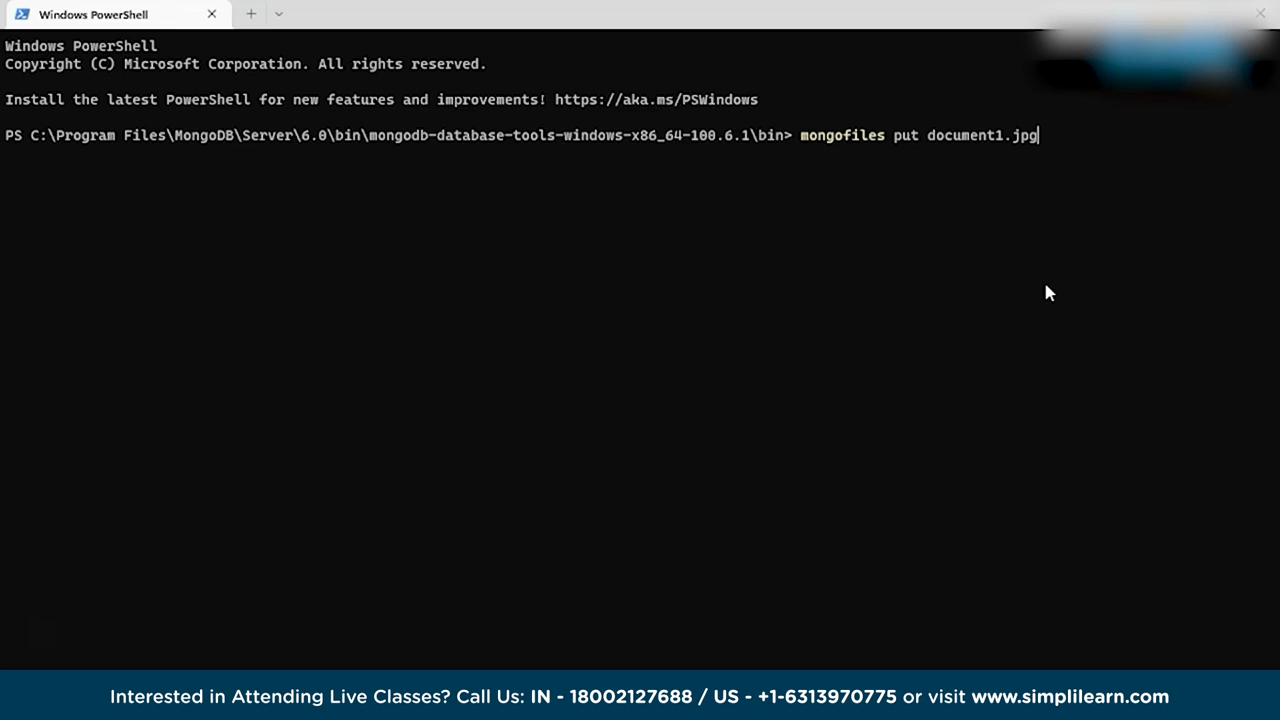 Windows PowerShell
Windows PowerShell
Copyright (C) Microsoft Corporation. All rights reserved.
Install the latest PowerShell for new features and improvements! https://aka.ms/PSWindows
PS C:\Program Files\MongoDB\Server\6.0\bin\mongodb-database-tools-windows-x86_64-100.6.1\bin> mongofiles put document1.jpg
Interested in Attending Live Classes? Call Us: IN - 18002127688 / US - +1-6313970775 or visit www.simplilearn.com